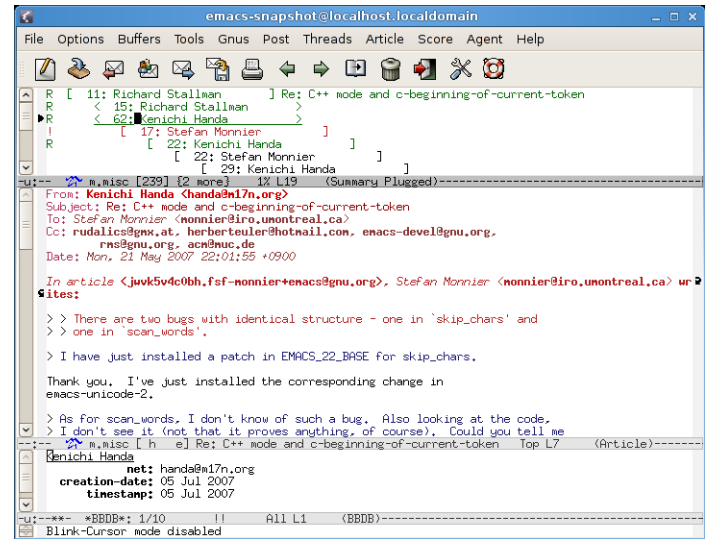 emacs-snapshot@localhost.localdomain
File Options Buffers Tools Gnus Post Threads Article Score Agent Help
R [ 11: Richard Stallman ] Re: C++ mode and c-beginning-of-current-token
R < 15: Richard Stallman >
R < 62: Kenichi Handa >
! [ 17: Stefan Monnier ]
R [ 22: Kenichi Handa ]
[ 22: Stefan Monnier ]
[ 29: Kenichi Handa ]
-u:-- m.misc [239] {2 more} 1% L19 (Summary Plugged)--
From: Kenichi Handa <handa@m17n.org>
Subject: Re: C++ mode and c-beginning-of-current-token
To: Stefan Monnier <monnier@iro.umontreal.ca>
Cc: rudalics@gmx.at, herberteuler@hotmail.com, emacs-devel@gnu.org,
rms@gnu.org, acm@muc.de
Date: Mon, 21 May 2007 22:01:55 +0900
In article <jwvk5v4c0bh.fsf-monnier+emacs@gnu.org>, Stefan Monnier <monnier@iro.umontreal.ca> wr
ites:
> > There are two bugs with identical structure - one in `skip_chars' and
> > one in `scan_words'.
> I have just installed a patch in EMACS_22_BASE for skip_chars.
Thank you. I've just installed the corresponding change in
emacs-unicode-2.
> As for scan_words, I don't know of such a bug. Also looking at the code,
> I don't see it (not that it proves anything, of course). Could you tell me
--:-- m.misc [ h e] Re: C++ mode and c-beginning-of-current-token Top L7 (Article)--
Kenichi Handa
net: handa@m17n.org
creation-date: 05 Jul 2007
timestamp: 05 Jul 2007
-u:--**- *BBDB*: 1/10 !! All L1 (BBDB)--
Blink-Cursor mode disabled